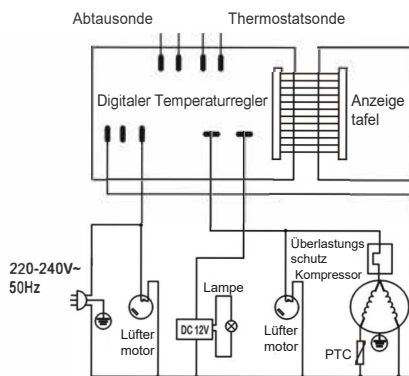 Abtausonde
Thermostatsonde
Digitaler Temperaturregler
Anzeige
tafel
220-240V~
50Hz
Lüfter
motor
DC 12V
Lampe
Lüfter
motor
Überlastungs
schutz
Kompressor
PTC